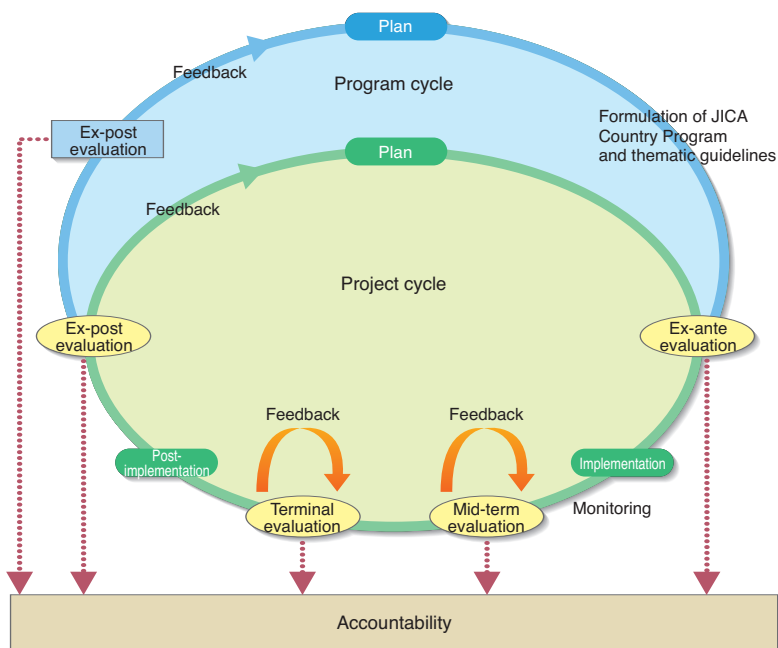 Plan
Feedback
Program cycle
Formulation of JICA
Country Program
and thematic guidelines
Ex-post
evaluation
Plan
Feedback
Project cycle
Ex-post
evaluation
Ex-ante
evaluation
Feedback
Feedback
Post-
implementation
Implementation
Terminal
evaluation
Mid-term
evaluation
Monitoring
Accountability